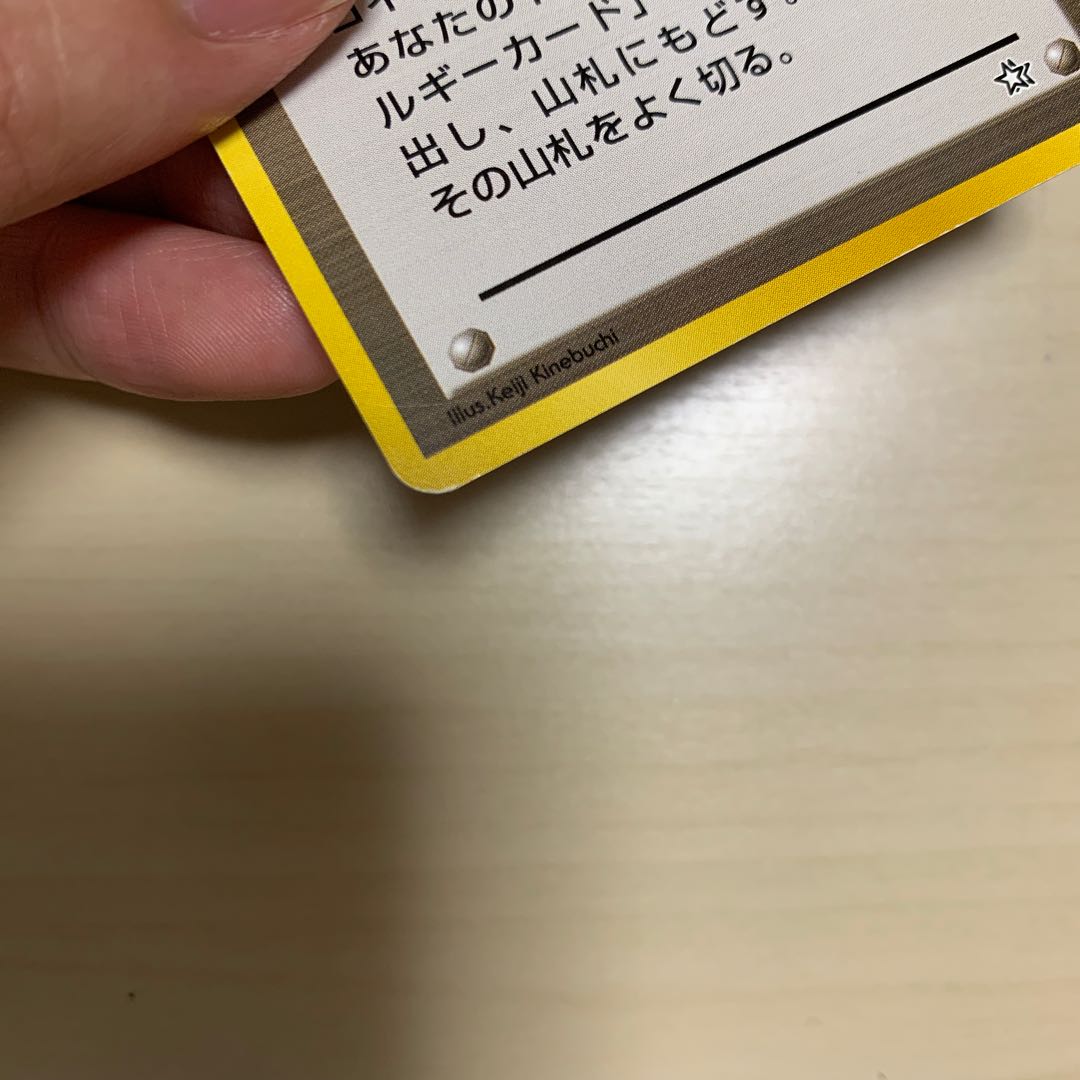 あなたの
ルギーカード」
出し、山札にもどす。
その山札をよく切る。
Illus.Keiji Kinebuchi